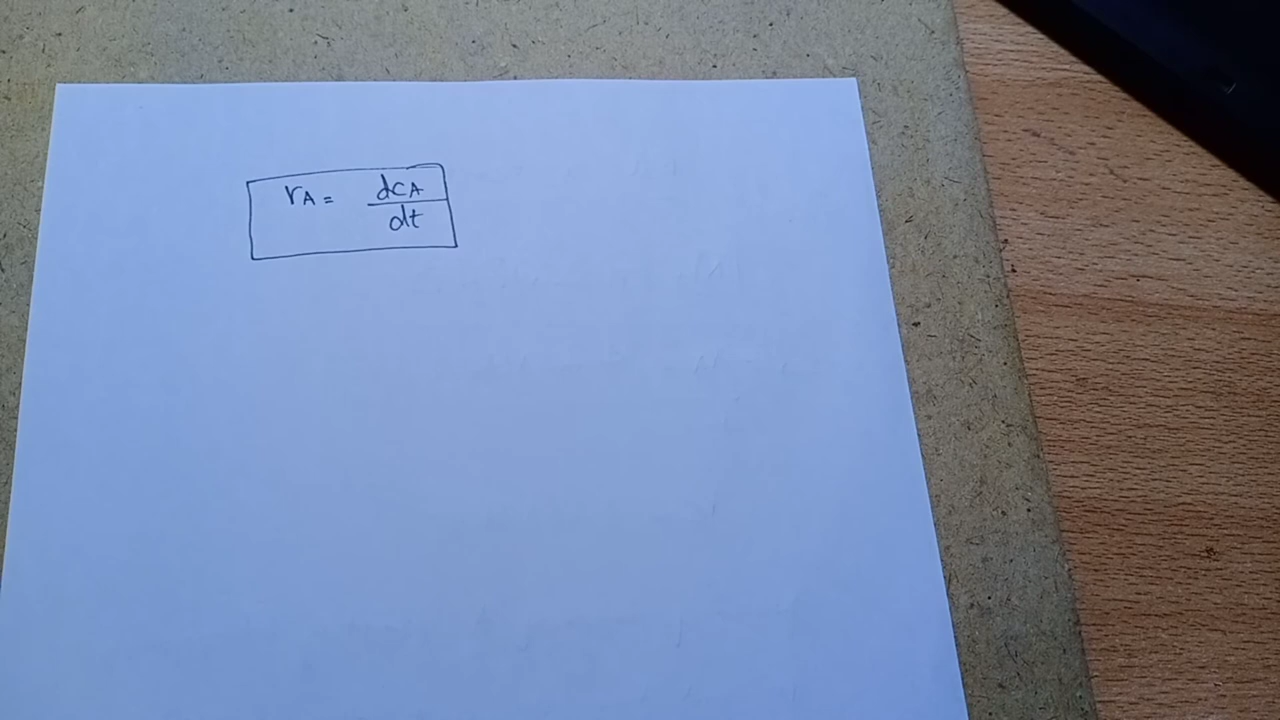 rA = dcA/dt